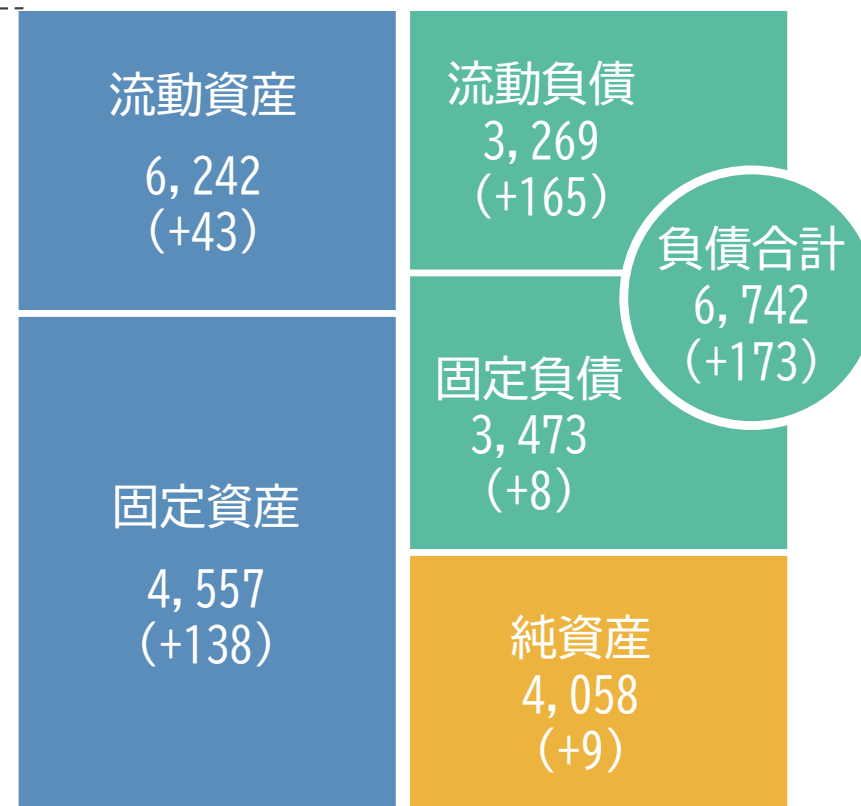 流動資産
6,242
(+43)
固定資産
4,557
(+138)
流動負債
3,269
(+165)
固定負債
3,473
(+8)
負債合計
6,742
(+173)
純資産
4,058
(+9)